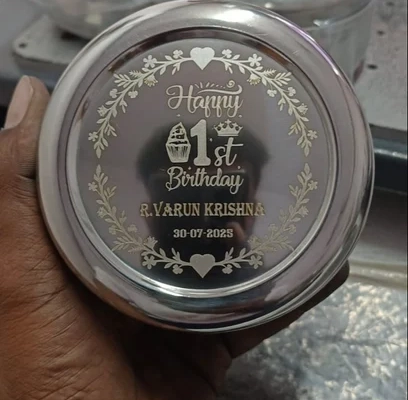 Happy
1st
Birthday
R.VARUN KRISHNA
30-07-2025